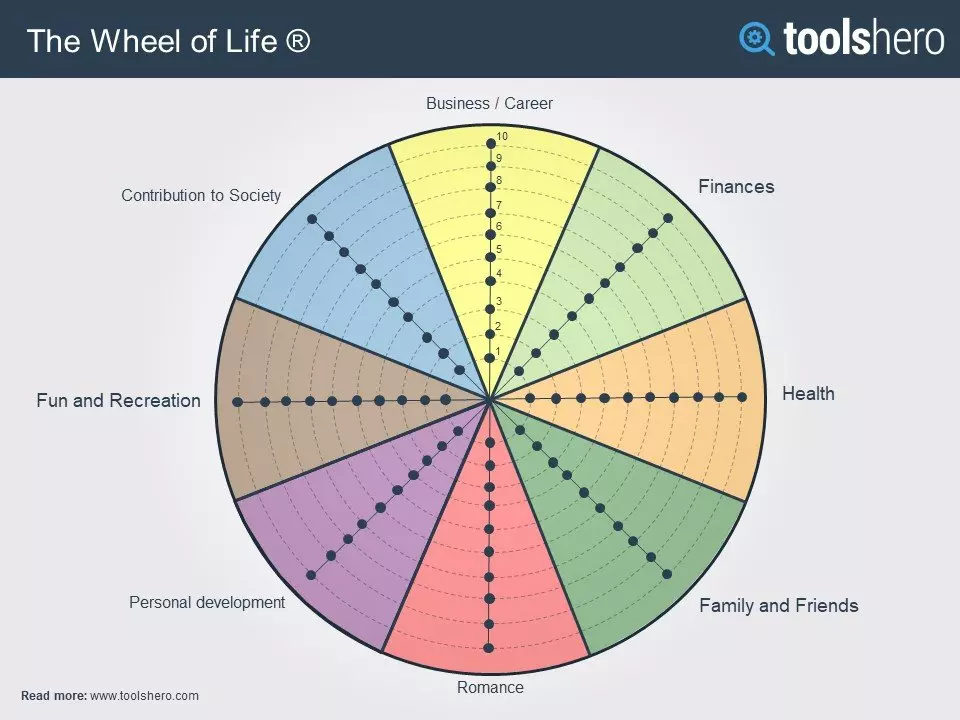 The Wheel of Life ®
toolshero
Business / Career
10
9
8
7
6
5
4
3
2
1
Contribution to Society
Finances
Fun and Recreation
Health
Personal development
Family and Friends
Romance
Read more: www.toolshero.com